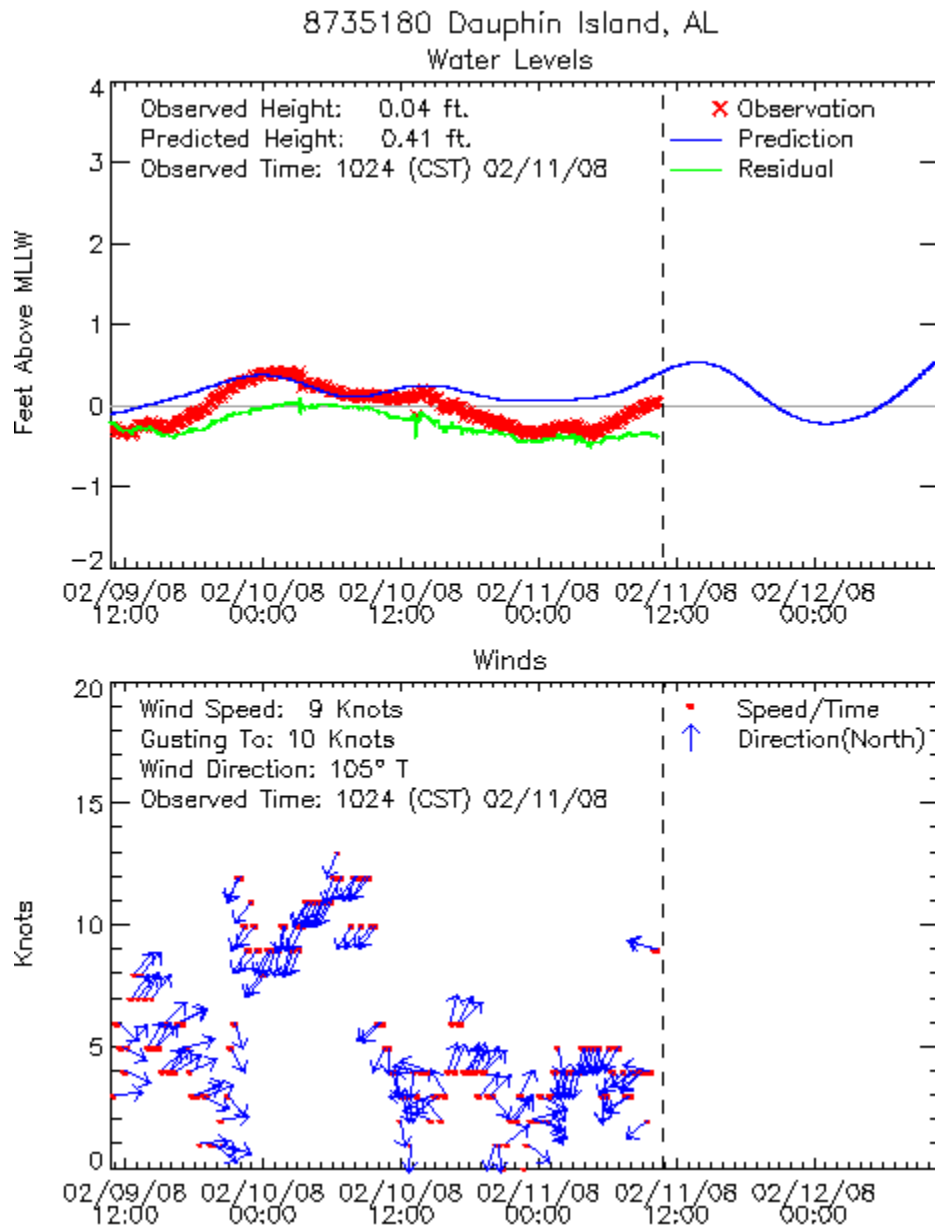 8735180 Dauphin Island, AL
Water Levels
Observed Height: 0.04 ft.
Predicted Height: 0.41 ft.
Observed Time: 1024 (CST) 02/11/08
Observation
Prediction
Residual
Feet Above MLLW
4
3
2
1
0
-1
-2
02/09/08 02/10/08 02/10/08 02/11/08 02/11/08 02/12/08
12:00 00:00 12:00 00:00 12:00 00:00
Winds
Wind Speed: 9 Knots
Gusting To: 10 Knots
Wind Direction: 105° T
Observed Time: 1024 (CST) 02/11/08
Speed/Time
Direction(North)
Knots
20
15
10
5
0
02/09/08 02/10/08 02/10/08 02/11/08 02/11/08 02/12/08
12:00 00:00 12:00 00:00 12:00 00:00